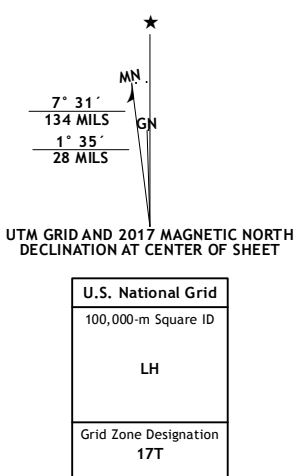 MN
GN
7° 31´
134 MILS
1° 35´
28 MILS
UTM GRID AND 2017 MAGNETIC NORTH
DECLINATION AT CENTER OF SHEET
U.S. National Grid
100,000-m Square ID
LH
Grid Zone Designation
17T